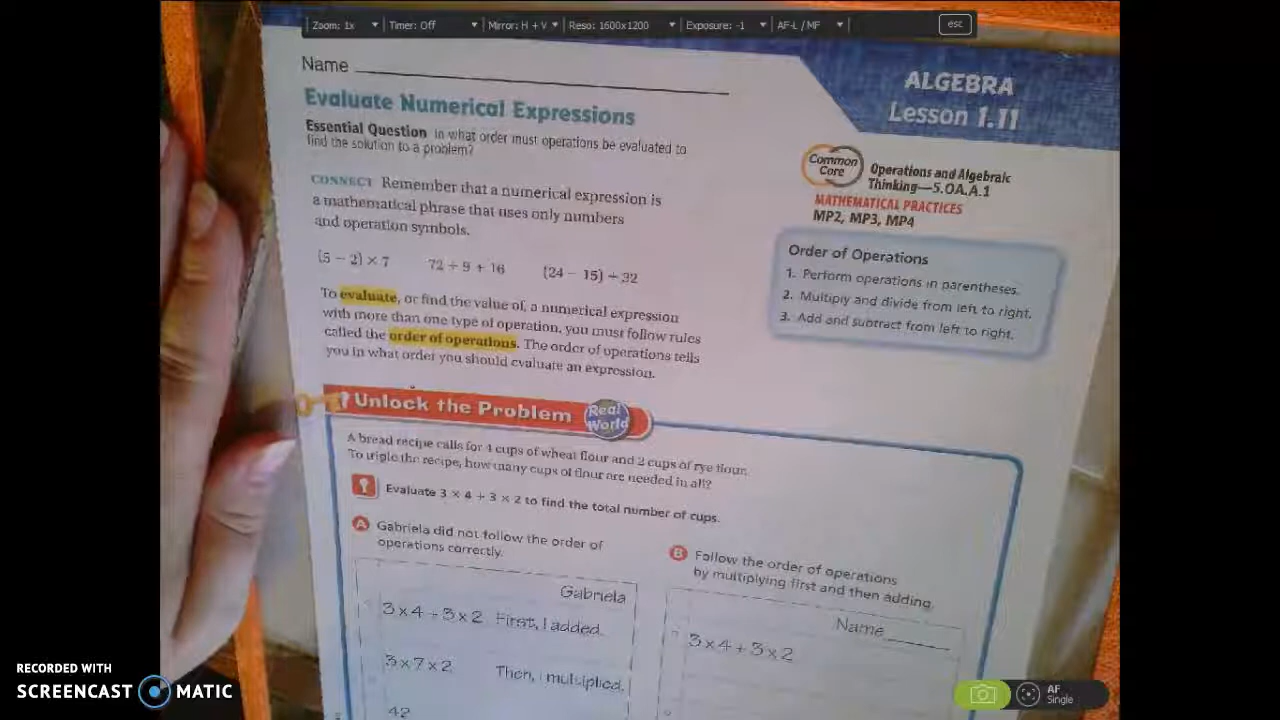 Zoom: 1x Timer: Off Mirror: H + V Reso: 1600x1200 Exposure: -1 AF-L / MF esc
Name
ALGEBRA
Lesson 1.11
Evaluate Numerical Expressions
Essential Question In what order must operations be evaluated to
find the solution to a problem?
Common
Core
Operations and Algebraic
Thinking—5.OA.A.1
MATHEMATICAL PRACTICES
MP2, MP3, MP4
CONNECT Remember that a numerical expression is
a mathematical phrase that uses only numbers
and operation symbols.
(5 − 2) × 7 72 ÷ 9 + 16 (24 − 15) + 32
Order of Operations
1. Perform operations in parentheses.
2. Multiply and divide from left to right.
3. Add and subtract from left to right.
To evaluate, or find the value of, a numerical expression
with more than one type of operation, you must follow rules
called the order of operations. The order of operations tells
you in what order you should evaluate an expression.
Unlock the Problem
Real
World
A bread recipe calls for 4 cups of wheat flour and 2 cups of rye flour.
To triple the recipe, how many cups of flour are needed in all?
Evaluate 3 × 4 + 3 × 2 to find the total number of cups.
A Gabriela did not follow the order of
operations correctly.
B Follow the order of operations
by multiplying first and then adding.
Gabriela
3 × 4 + 3 × 2 First, I added.
3 × 7 × 2 Then, I multiplied.
42
Name
3 × 4 + 3 × 2
RECORDED WITH
SCREENCAST MATIC
AF
Single